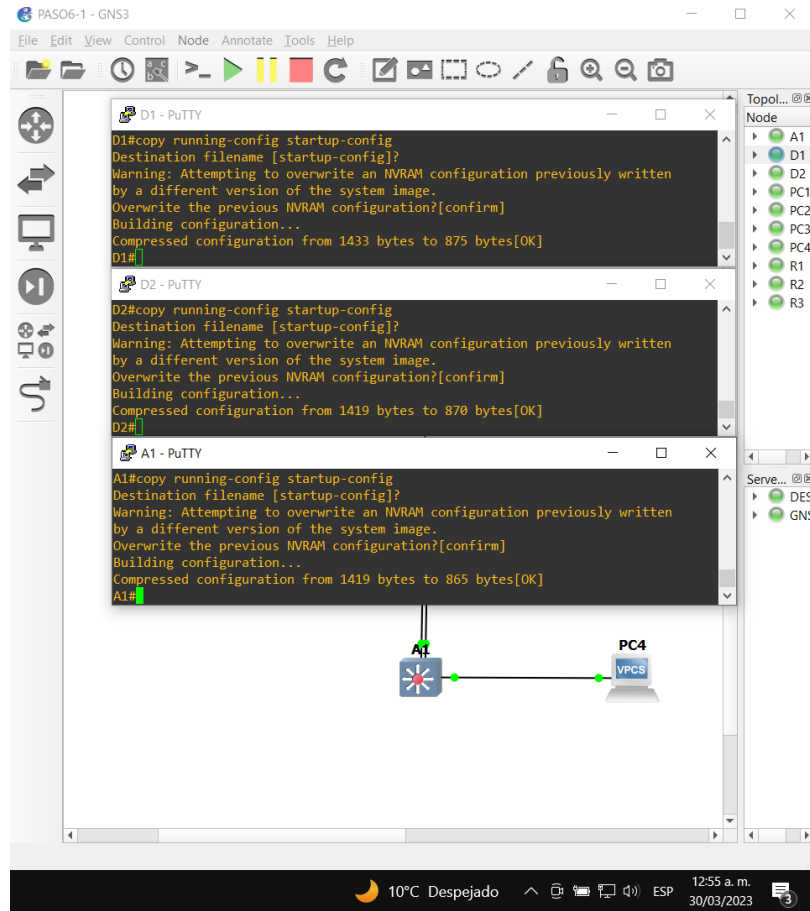 PASO6-1 - GNS3
File Edit View Control Node Annotate Tools Help
D1 - PuTTY
D1#copy running-config startup-config
Destination filename [startup-config]?
Warning: Attempting to overwrite an NVRAM configuration previously written
by a different version of the system image.
Overwrite the previous NVRAM configuration?[confirm]
Building configuration...
Compressed configuration from 1433 bytes to 875 bytes[OK]
D1#
D2 - PuTTY
D2#copy running-config startup-config
Destination filename [startup-config]?
Warning: Attempting to overwrite an NVRAM configuration previously written
by a different version of the system image.
Overwrite the previous NVRAM configuration?[confirm]
Building configuration...
Compressed configuration from 1419 bytes to 870 bytes[OK]
D2#
A1 - PuTTY
A1#copy running-config startup-config
Destination filename [startup-config]?
Warning: Attempting to overwrite an NVRAM configuration previously written
by a different version of the system image.
Overwrite the previous NVRAM configuration?[confirm]
Building configuration...
Compressed configuration from 1419 bytes to 865 bytes[OK]
A1#
A1
PC4
VPCS
Topol...
Node
A1
D1
D2
PC1
PC2
PC3
PC4
R1
R2
R3
Serve...
DES
GNS
10°C Despejado
ESP
12:55 a. m.
30/03/2023
3